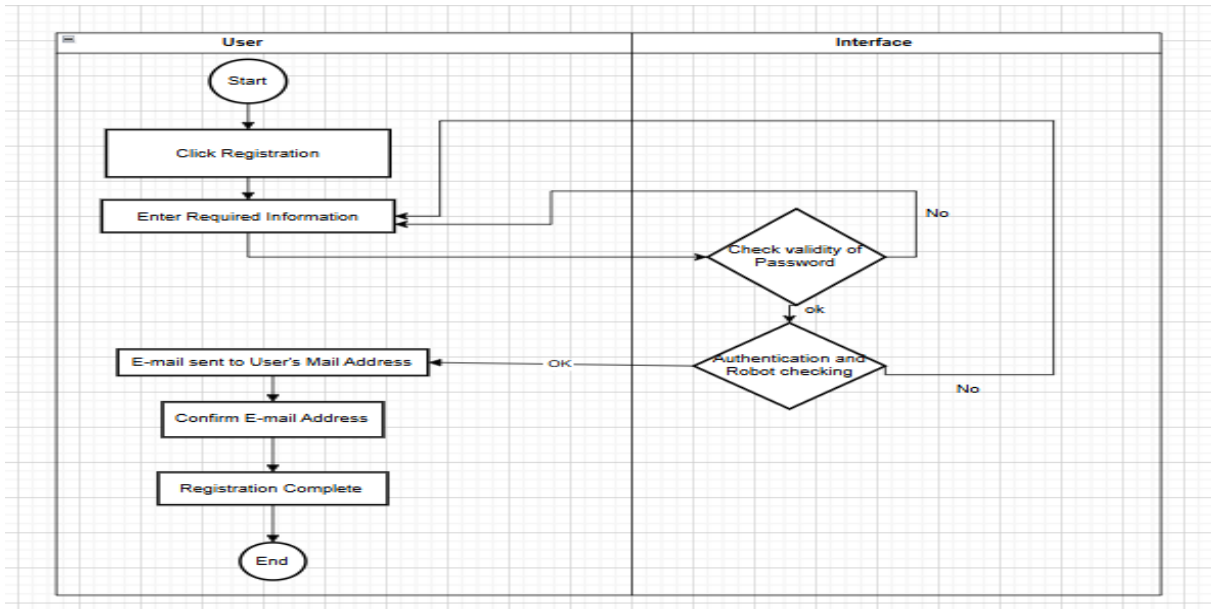 User
Interface
Start
Click Registration
Enter Required Information
No
Check validity of
Password
ok
E-mail sent to User's Mail Address
OK
Authentication and
Robot checking
No
Confirm E-mail Address
Registration Complete
End